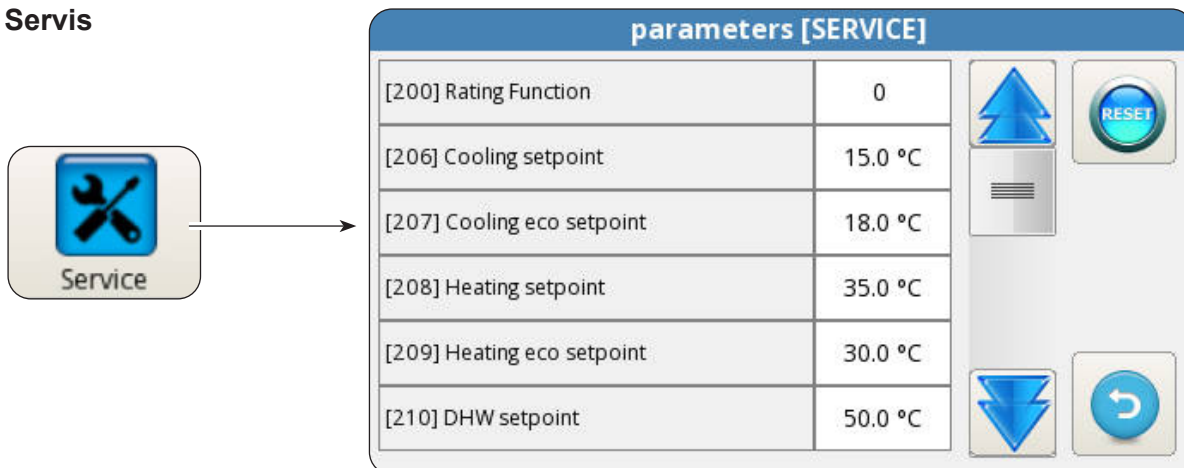 Servis
parameters [SERVICE]
[200] Rating Function 0
RESET
[206] Cooling setpoint 15.0 °C
[207] Cooling eco setpoint 18.0 °C
Service
[208] Heating setpoint 35.0 °C
[209] Heating eco setpoint 30.0 °C
[210] DHW setpoint 50.0 °C